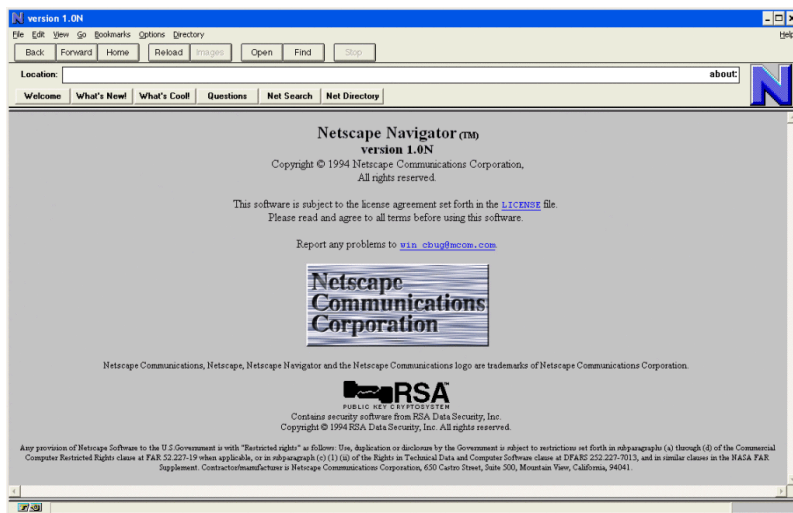 version 1.0N
File Edit View Go Bookmarks Options Directory Help
Back Forward Home Reload Images Open Find Stop
Location: about:
N
Welcome What's New! What's Cool! Questions Net Search Net Directory
Netscape Navigator (TM)
version 1.0N
Copyright © 1994 Netscape Communications Corporation,
All rights reserved.
This software is subject to the license agreement set forth in the LICENSE file.
Please read and agree to all terms before using this software.
Report any problems to win_cbug@mcom.com.
Netscape
Communications
Corporation
Netscape Communications, Netscape, Netscape Navigator and the Netscape Communications logo are trademarks of Netscape Communications Corporation.
RSA™
PUBLIC KEY CRYPTOSYSTEM
Contains security software from RSA Data Security, Inc.
Copyright © 1994 RSA Data Security, Inc. All rights reserved.
Any provision of Netscape Software to the U.S.Government is with "Restricted rights" as follows: Use, duplication or disclosure by the Government is subject to restrictions set forth in subparagraphs (a) through (d) of the Commercial
Computer Restricted Rights clause at FAR 52.227-19 when applicable, or in subparagraph (c) (1) (ii) of the Rights in Technical Data and Computer Software clause at DFARS 252.227-7013, and in similar clauses in the NASA FAR
Supplement. Contractor/manufacturer is Netscape Communications Corporation, 650 Castro Street, Suite 500, Mountain View, California, 94041.